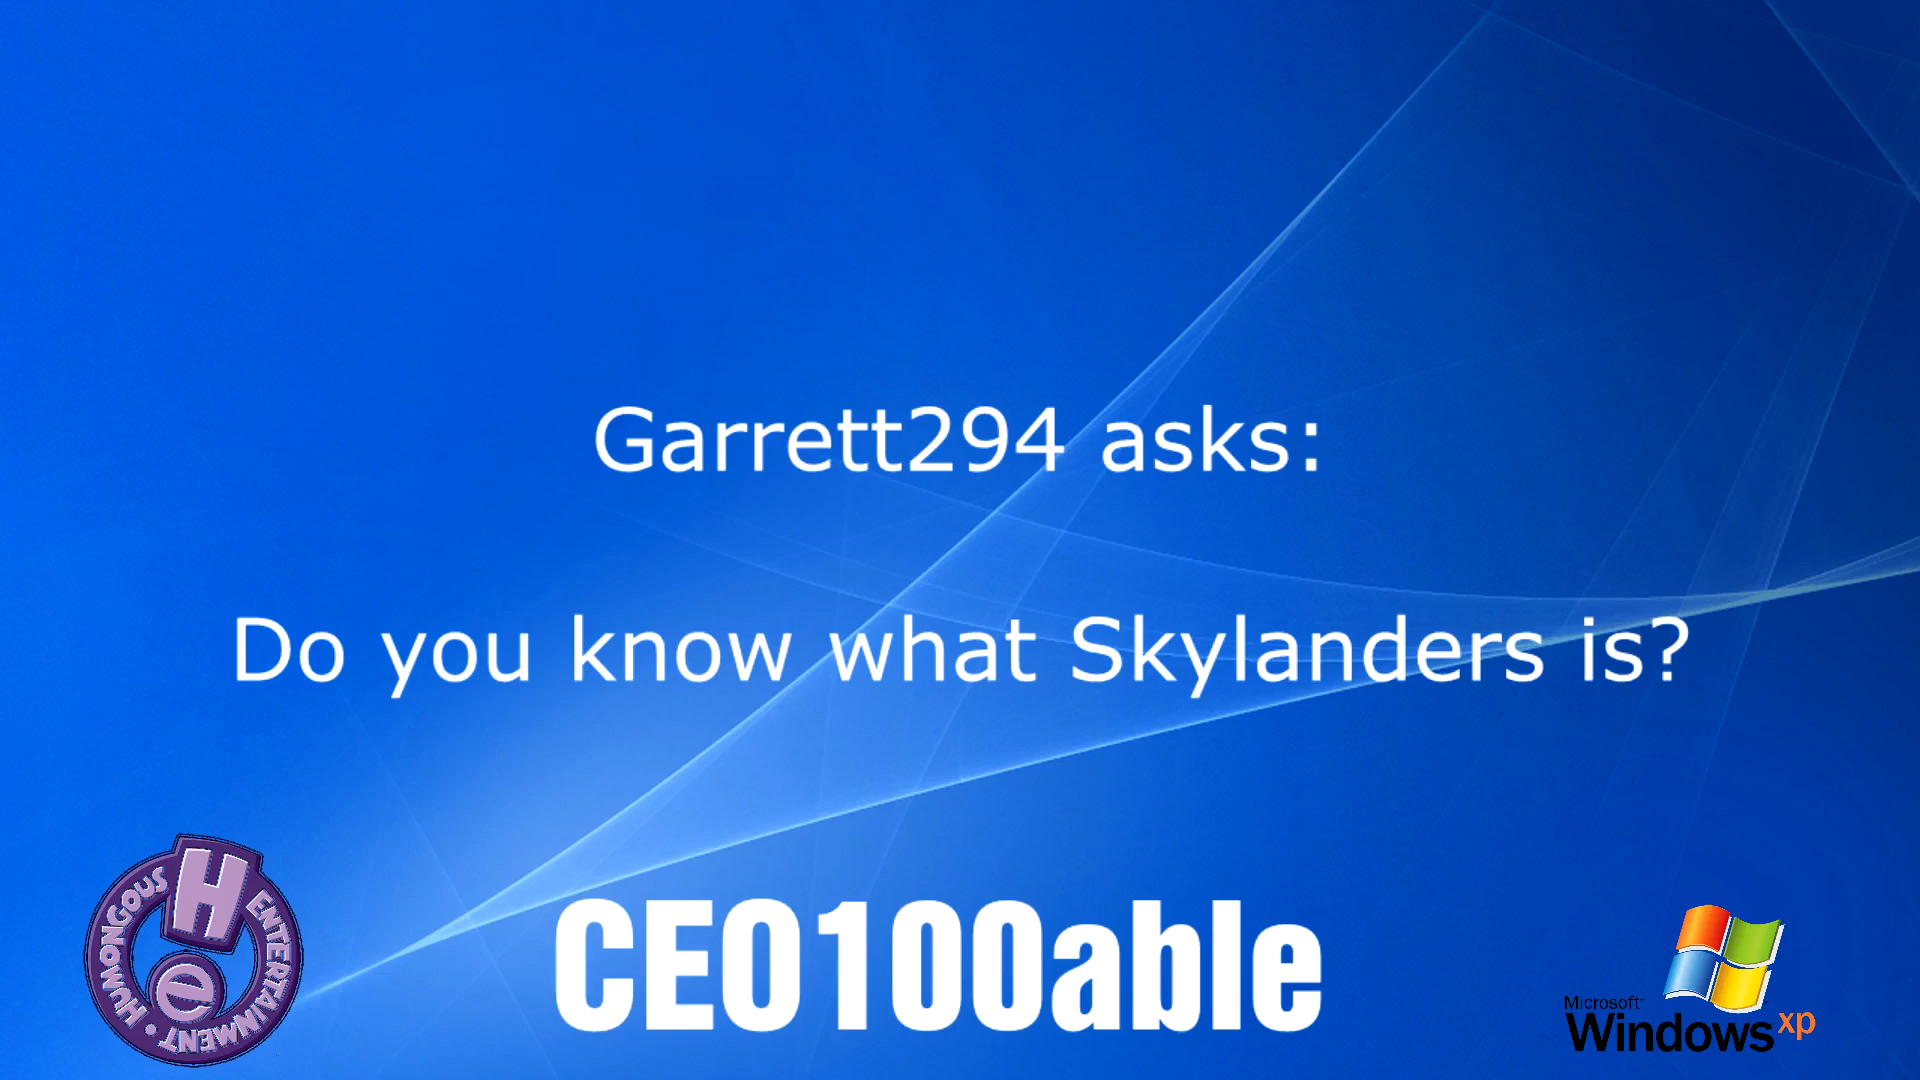 Garrett294 asks:
Do you know what Skylanders is?
HUMONGOUS
H
ENTERTAINMENT
e
CEO100able
Microsoft
Windows xp